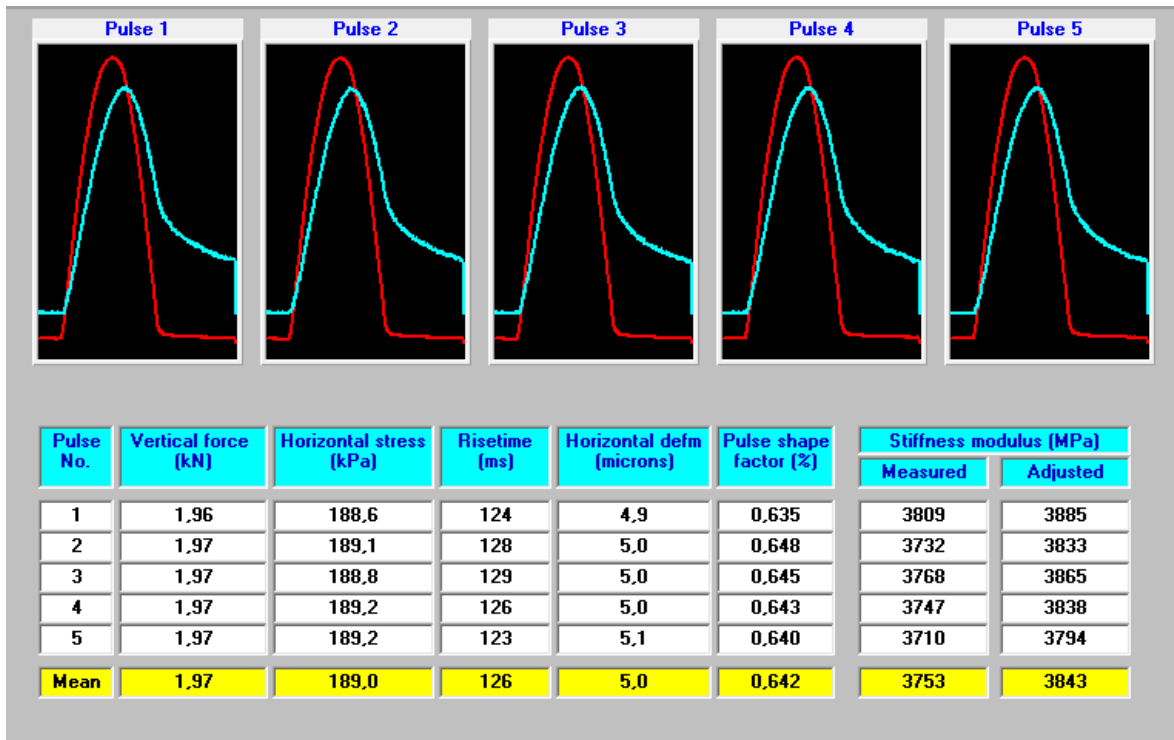 Pulse 1 Pulse 2 Pulse 3 Pulse 4 Pulse 5
Pulse No. Vertical force (kN) Horizontal stress (kPa) Risetime (ms) Horizontal defm (microns) Pulse shape factor (%) Stiffness modulus (MPa)
Measured Adjusted
1 1,96 188,6 124 4,9 0,635 3809 3885
2 1,97 189,1 128 5,0 0,648 3732 3833
3 1,97 188,8 129 5,0 0,645 3768 3865
4 1,97 189,2 126 5,0 0,643 3747 3838
5 1,97 189,2 123 5,1 0,640 3710 3794
Mean 1,97 189,0 126 5,0 0,642 3753 3843